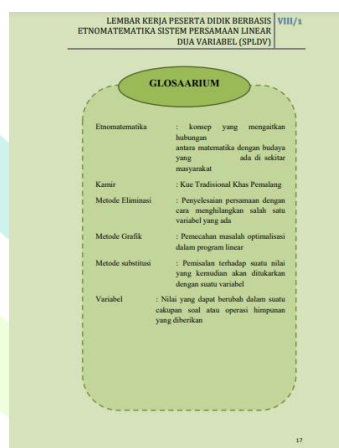 LEMBAR KERJA PESERTA DIDIK BERBASIS
ETNOMATEMATIKA SISTEM PERSAMAAN LINEAR
DUA VARIABEL (SPLDV)
VIII/1
GLOSAARIUM
Etnomatematika : konsep yang mengaitkan
hubungan
antara matematika dengan budaya
yang ada di sekitar
masyarakat
Kamir : Kue Tradisional Khas Pemalang
Metode Eliminasi : Penyelesaian persamaan dengan
cara menghilangkan salah satu
variabel yang ada
Metode Grafik : Pemecahan masalah optimalisasi
dalam program linear
Metode substitusi : Pemisalan terhadap suatu nilai
yang kemudian akan ditukarkan
dengan suatu variabel
Variabel : Nilai yang dapat berubah dalam suatu
cakupan soal atau operasi himpunan
yang diberikan
17